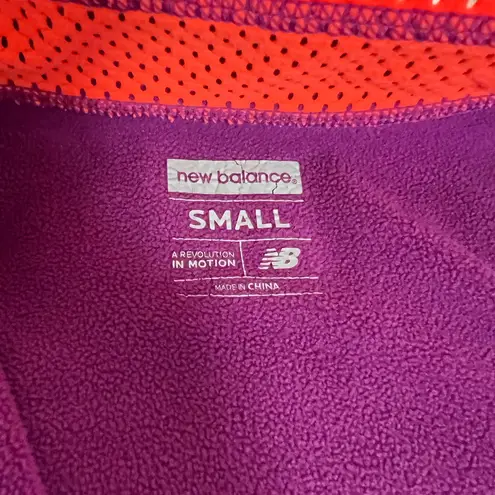 new balance®
SMALL
A REVOLUTION
IN MOTION
NB
MADE IN CHINA